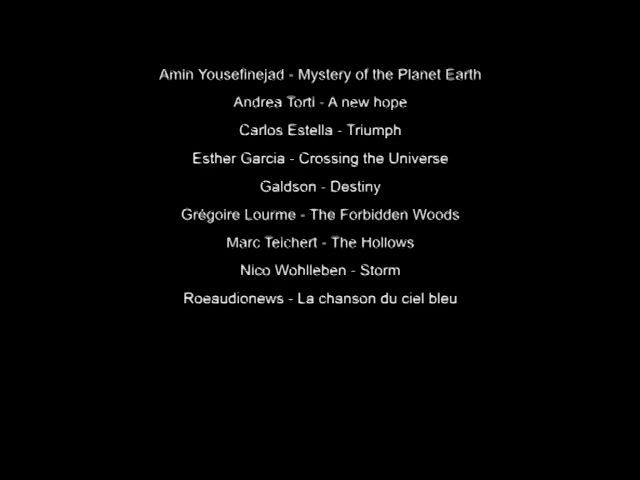 Amin Yousefinejad - Mystery of the Planet Earth
Andrea Torti - A new hope
Carlos Estella - Triumph
Esther Garcia - Crossing the Universe
Galdson - Destiny
Grégoire Lourme - The Forbidden Woods
Marc Teichert - The Hollows
Nico Wohlleben - Storm
Roeaudionews - La chanson du ciel bleu